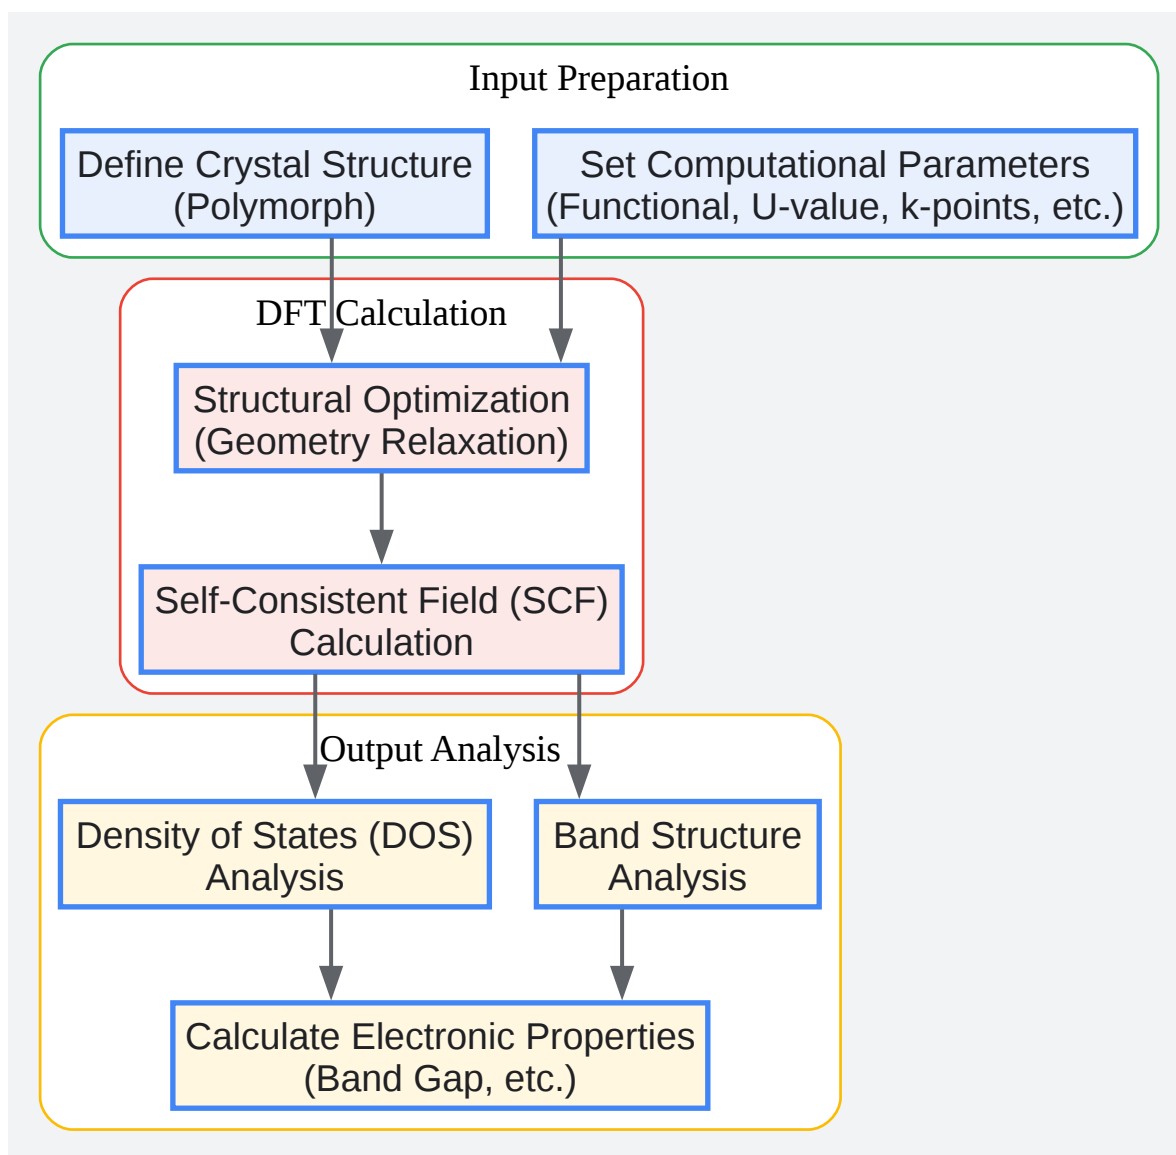 Input Preparation
Define Crystal Structure
(Polymorph)
Set Computational Parameters
(Functional, U-value, k-points, etc.)
DFT Calculation
Structural Optimization
(Geometry Relaxation)
Self-Consistent Field (SCF)
Calculation
Output Analysis
Density of States (DOS)
Analysis
Band Structure
Analysis
Calculate Electronic Properties
(Band Gap, etc.)